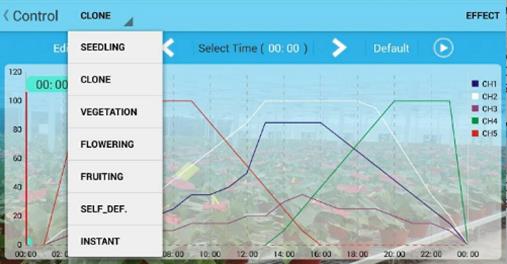 Control CLONE EFFECT
Edi Select Time ( 00: 00 ) Default
SEEDLING
CLONE
VEGETATION
FLOWERING
FRUITING
SELF_DEF.
INSTANT
00: 00
120
100
80
60
40
20
0
CH1
CH2
CH3
CH4
CH5
00:00 02: 08:00 10:00 12:00 14:00 16:00 18:00 20:00 22:00 00:00